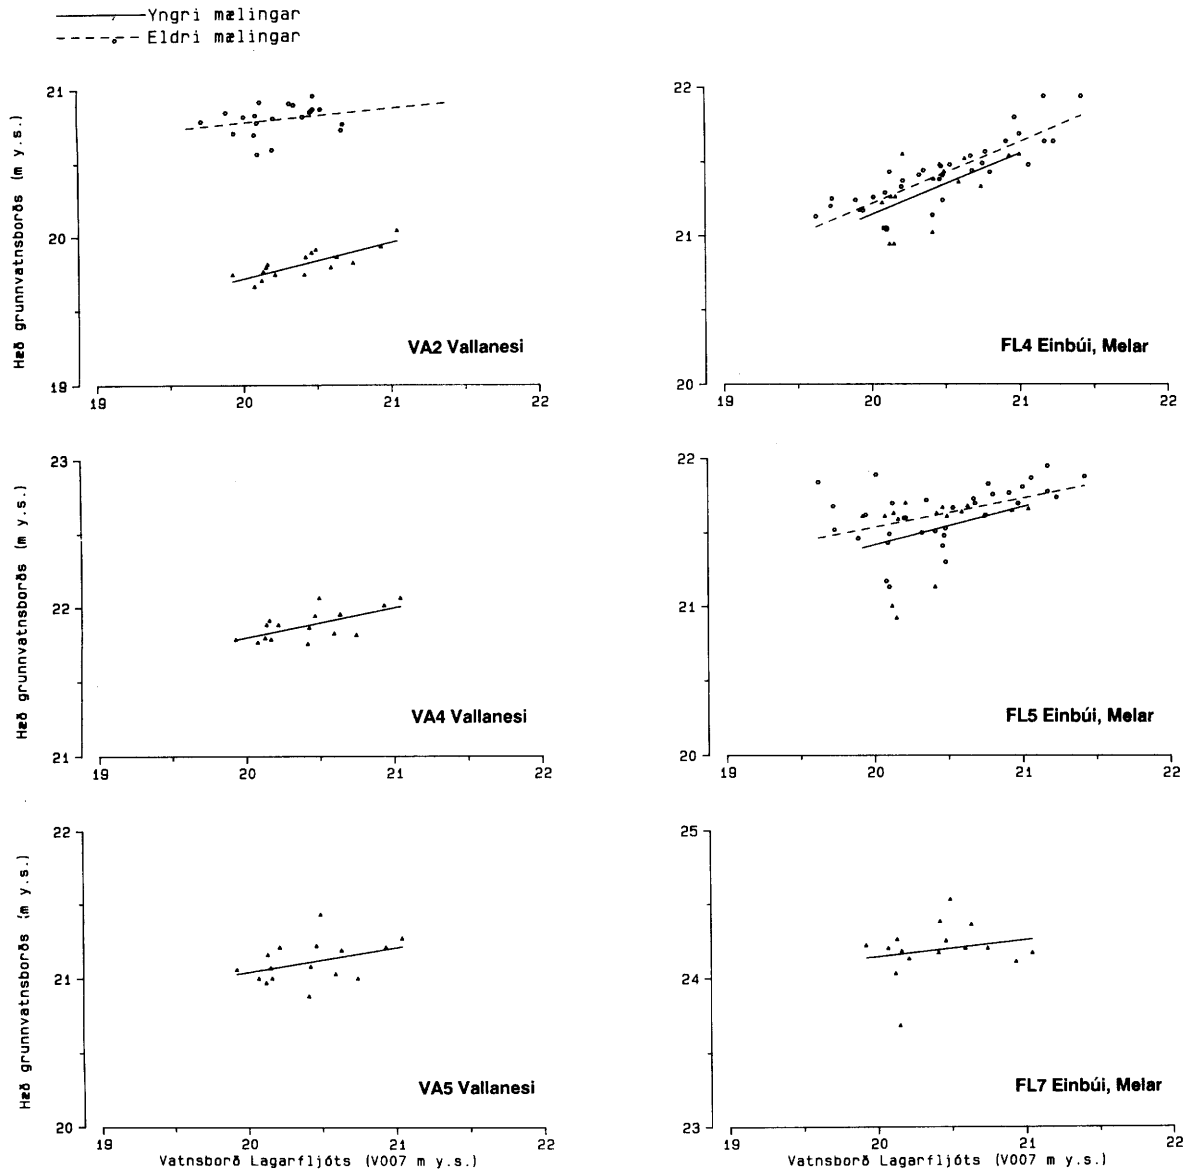 Yngri mælingar
Eldri mælingar
Hæð grunnvatnsborðs (m y.s.)
21
20
19
19 20 21 22
VA2 Vallanesi
22
21
20
19 20 21 22
FL4 Einbúi, Melar
Hæð grunnvatnsborðs (m y.s.)
23
22
21
19 20 21 22
VA4 Vallanesi
22
21
20
19 20 21 22
FL5 Einbúi, Melar
Hæð grunnvatnsborðs (m y.s.)
22
21
20
19 20 21 22
VA5 Vallanesi
Vatnsborð Lagarfljóts (V007 m y.s.)
25
24
23
19 20 21 22
FL7 Einbúi, Melar
Vatnsborð Lagarfljóts (V007 m y.s.)